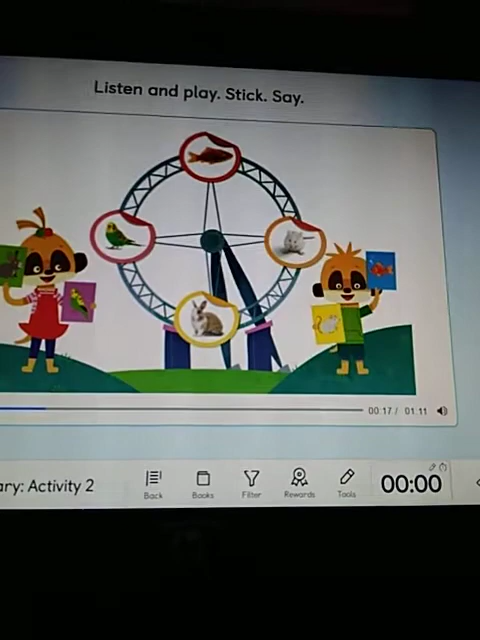 Listen and play. Stick. Say.
00:17 / 01:11
ary: Activity 2
Back
Books
Filter
Rewards
Tools
00:00